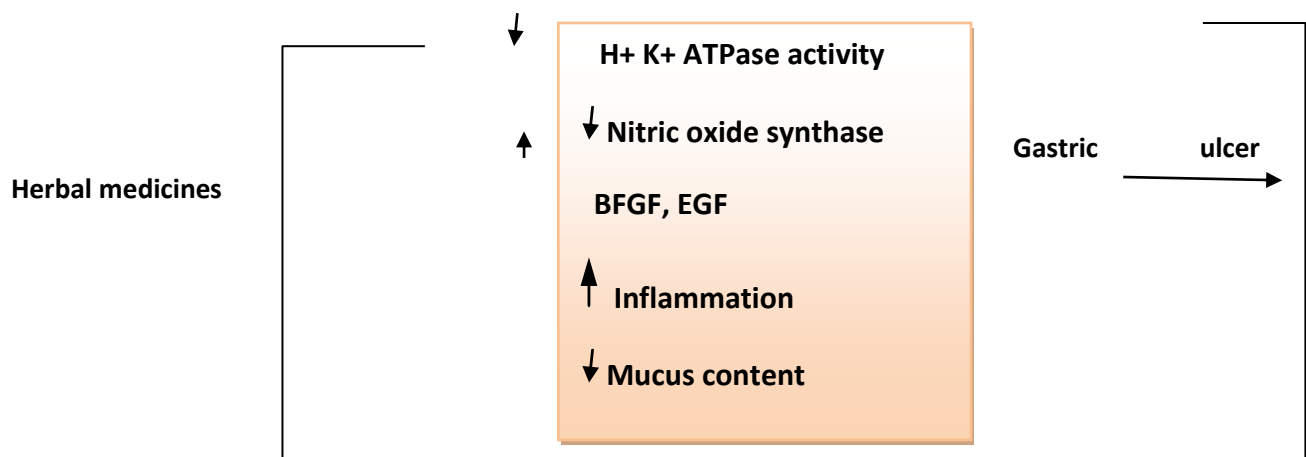 H+ K+ ATPase activity
Nitric oxide synthase
Gastric ulcer
Herbal medicines
BFGF, EGF
Inflammation
Mucus content